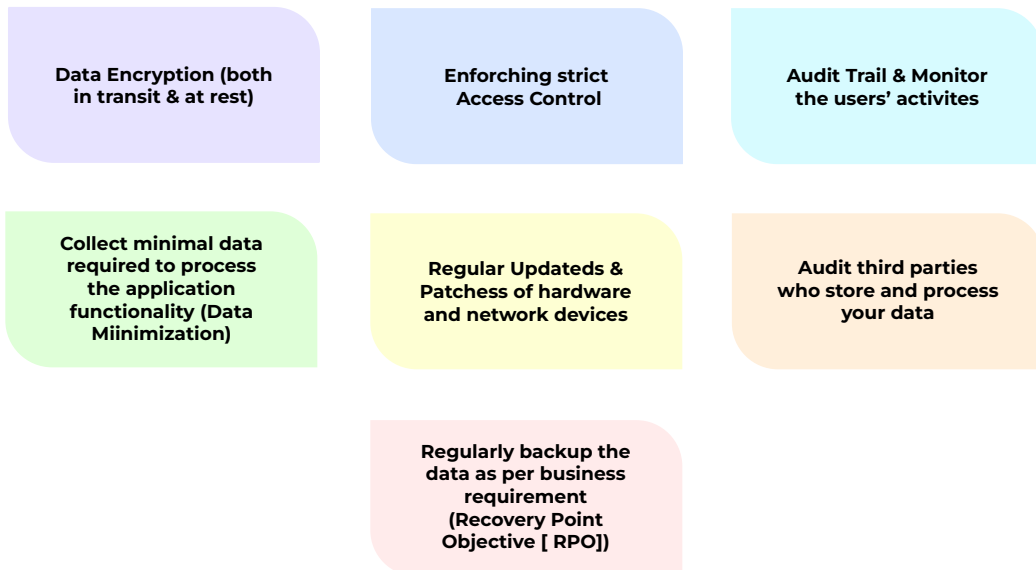 Data Encryption (both
in transit & at rest)
Enforching strict
Access Control
Audit Trail & Monitor
the users’ activites
Collect minimal data
required to process
the application
functionality (Data
Miinimization)
Regular Updateds &
Patchess of hardware
and network devices
Audit third parties
who store and process
your data
Regularly backup the
data as per business
requirement
(Recovery Point
Objective [ RPO])